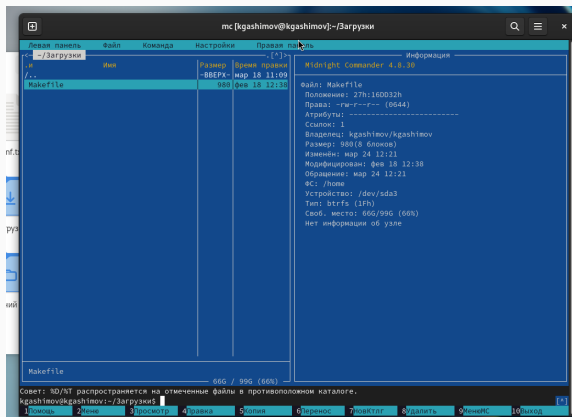 mc [kgashimov@kgashimov]:~/Загрузки
Левая панель Файл Команда Настройки Правая панель
<- ~/Загрузки .[^]> Информация
.и Имя Размер Время правки Midnight Commander 4.8.30
/.. -ВВЕРХ- мар 18 11:09
Makefile 980 фев 18 12:38 Файл: Makefile
Положение: 27h:16DD32h
Права: -rw-r--r-- (0644)
Атрибуты: ----------------------
Ссылок: 1
Владелец: kgashimov/kgashimov
Размер: 980(8 блоков)
Изменён: мар 24 12:21
Модифицирован: фев 18 12:38
Обращение: мар 24 12:21
ФС: /home
Устройство: /dev/sda3
Тип: btrfs (1Fh)
Своб. место: 66G/99G (66%)
Нет информации об узле
Makefile
66G / 99G (66%)
Совет: %D/%T распространяется на отмеченные файлы в противоположном каталоге.
kgashimov@kgashimov:~/Загрузки$ [^]
1Помощь 2Меню 3Просмотр 4Правка 5Копия 6Перенос 7НовКтлг 8Удалить 9МенюMC 10Выход